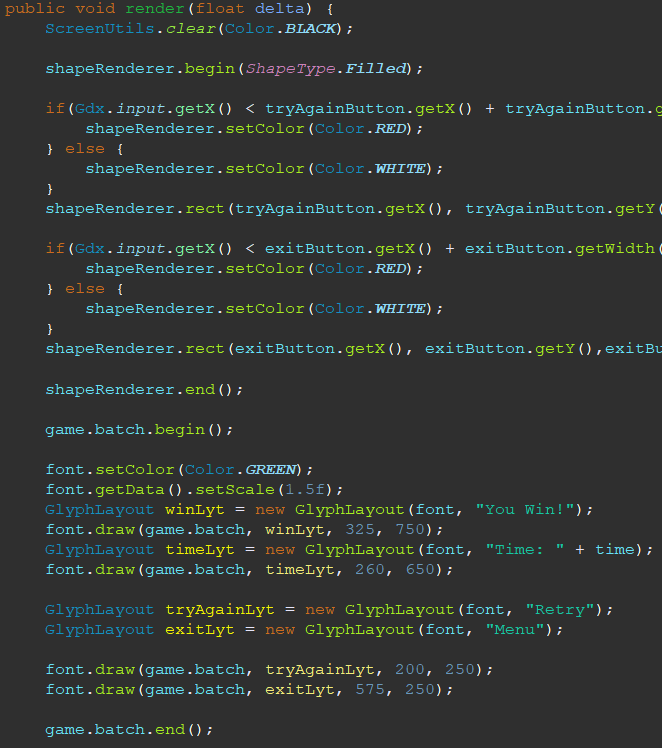 public void render(float delta) {
ScreenUtils.clear(Color.BLACK);
shapeRenderer.begin(ShapeType.Filled);
if(Gdx.input.getX() < tryAgainButton.getX() + tryAgainButton.g
shapeRenderer.setColor(Color.RED);
} else {
shapeRenderer.setColor(Color.WHITE);
}
shapeRenderer.rect(tryAgainButton.getX(), tryAgainButton.getY(
if(Gdx.input.getX() < exitButton.getX() + exitButton.getWidth(
shapeRenderer.setColor(Color.RED);
} else {
shapeRenderer.setColor(Color.WHITE);
}
shapeRenderer.rect(exitButton.getX(), exitButton.getY(),exitBu
shapeRenderer.end();
game.batch.begin();
font.setColor(Color.GREEN);
font.getData().setScale(1.5f);
GlyphLayout winLyt = new GlyphLayout(font, "You Win!");
font.draw(game.batch, winLyt, 325, 750);
GlyphLayout timeLyt = new GlyphLayout(font, "Time: " + time);
font.draw(game.batch, timeLyt, 260, 650);
GlyphLayout tryAgainLyt = new GlyphLayout(font, "Retry");
GlyphLayout exitLyt = new GlyphLayout(font, "Menu");
font.draw(game.batch, tryAgainLyt, 200, 250);
font.draw(game.batch, exitLyt, 575, 250);
game.batch.end();